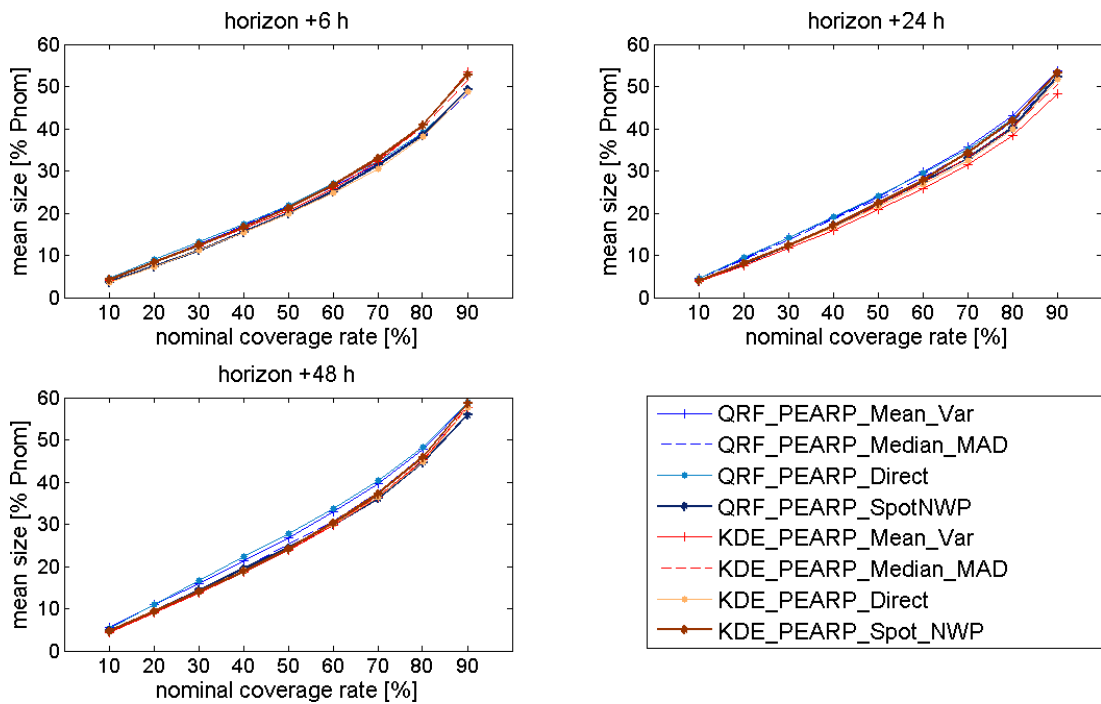 horizon +6 h
mean size [% Pnom]
60
50
40
30
20
10
0
10 20 30 40 50 60 70 80 90
nominal coverage rate [%]
horizon +24 h
mean size [% Pnom]
60
50
40
30
20
10
0
10 20 30 40 50 60 70 80 90
nominal coverage rate [%]
horizon +48 h
mean size [% Pnom]
60
50
40
30
20
10
0
10 20 30 40 50 60 70 80 90
nominal coverage rate [%]
QRF_PEARP_Mean_Var
QRF_PEARP_Median_MAD
QRF_PEARP_Direct
QRF_PEARP_SpotNWP
KDE_PEARP_Mean_Var
KDE_PEARP_Median_MAD
KDE_PEARP_Direct
KDE_PEARP_Spot_NWP